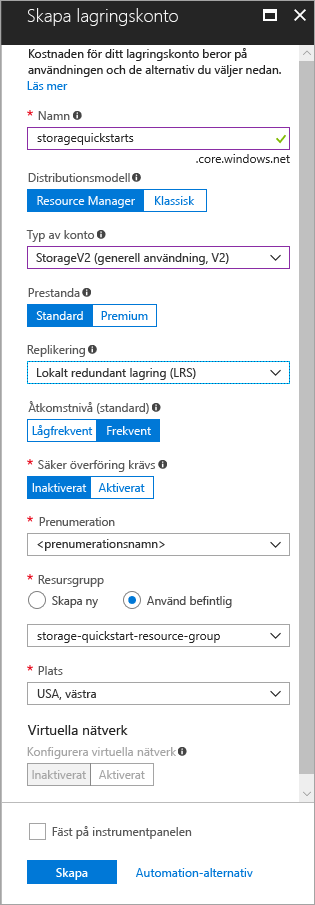 Skapa lagringskonto
Kostnaden för ditt lagringskonto beror på
användningen och de alternativ du väljer nedan.
Läs mer
* Namn
storagequickstarts
.core.windows.net
Distributionsmodell
Resource Manager Klassisk
Typ av konto
StorageV2 (generell användning, V2)
Prestanda
Standard Premium
Replikering
Lokalt redundant lagring (LRS)
Åtkomstnivå (standard)
Lågfrekvent Frekvent
* Säker överföring krävs
Inaktiverat Aktiverat
* Prenumeration
<prenumerationsnamn>
* Resursgrupp
Skapa ny Använd befintlig
storage-quickstart-resource-group
* Plats
USA, västra
Virtuella nätverk
Konfigurera virtuella nätverk
Inaktiverat Aktiverat
Fäst på instrumentpanelen
Skapa Automation-alternativ